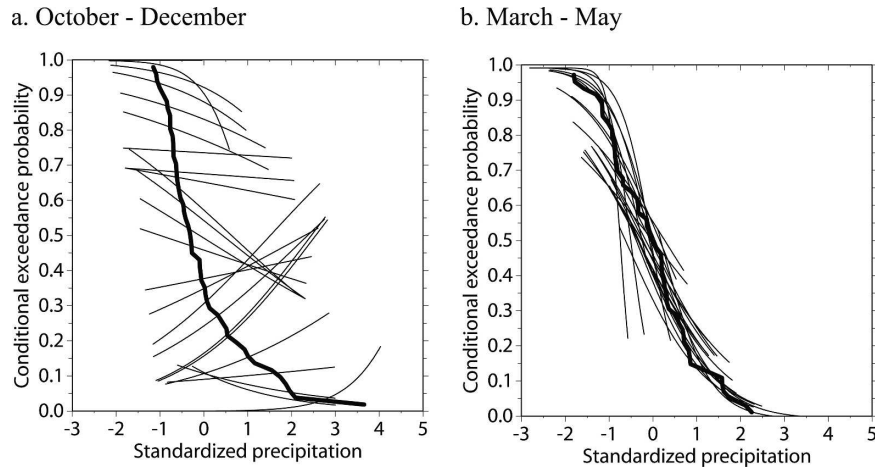 a. October - December
b. March - May
Conditional exceedance probability
1.0
0.9
0.8
0.7
0.6
0.5
0.4
0.3
0.2
0.1
0.0
-3 -2 -1 0 1 2 3 4 5
Standardized precipitation
Conditional exceedance probability
1.0
0.9
0.8
0.7
0.6
0.5
0.4
0.3
0.2
0.1
0.0
-3 -2 -1 0 1 2 3 4 5
Standardized precipitation